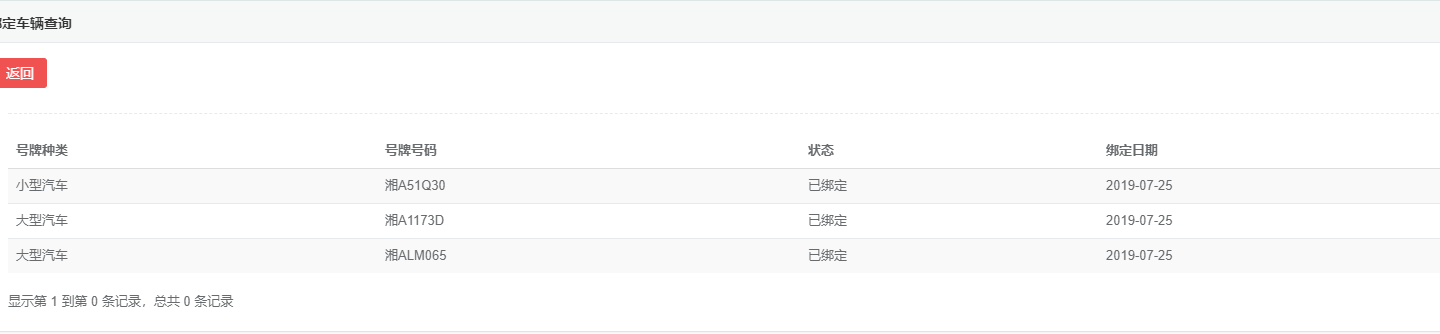 绑定车辆查询
返回
号牌种类 号牌号码 状态 绑定日期
小型汽车 湘A51Q30 已绑定 2019-07-25
大型汽车 湘A1173D 已绑定 2019-07-25
大型汽车 湘ALM065 已绑定 2019-07-25
显示第 1 到第 0 条记录，总共 0 条记录